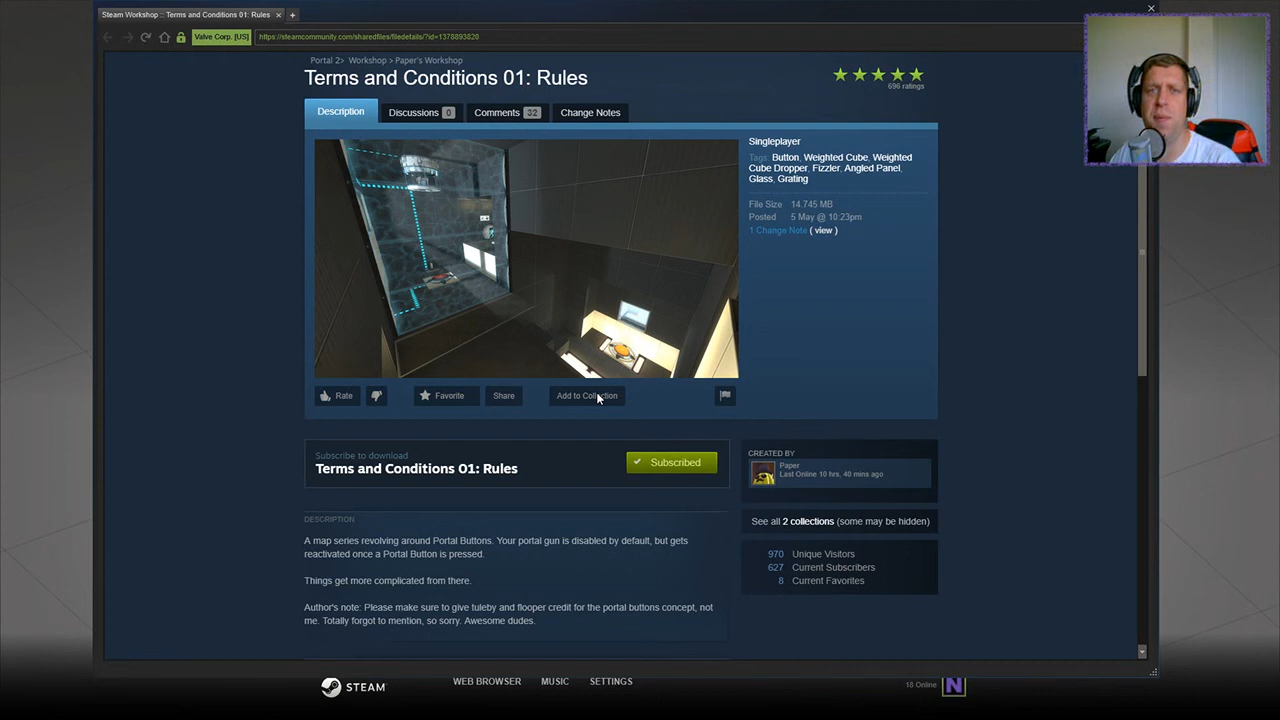 Steam Workshop :: Terms and Conditions 01: Rules × +
Valve Corp. [US] https://steamcommunity.com/sharedfiles/filedetails/?id=1378893820
Portal 2> Workshop > Paper's Workshop
Terms and Conditions 01: Rules
696 ratings
Description Discussions 0 Comments 32 Change Notes
Singleplayer
Tags: Button, Weighted Cube, Weighted
Cube Dropper, Fizzler, Angled Panel,
Glass, Grating
File Size 14.745 MB
Posted 5 May @ 10:23pm
1 Change Note ( view )
Rate Favorite Share Add to Collection
Subscribe to download
Terms and Conditions 01: Rules
Subscribed
CREATED BY
Paper
Last Online 10 hrs, 40 mins ago
See all 2 collections (some may be hidden)
970 Unique Visitors
627 Current Subscribers
8 Current Favorites
DESCRIPTION
A map series revolving around Portal Buttons. Your portal gun is disabled by default, but gets
reactivated once a Portal Button is pressed.
Things get more complicated from there.
Author's note: Please make sure to give tuleby and flooper credit for the portal buttons concept, not
me. Totally forgot to mention, so sorry. Awesome dudes.
STEAM WEB BROWSER MUSIC SETTINGS 18 Online N